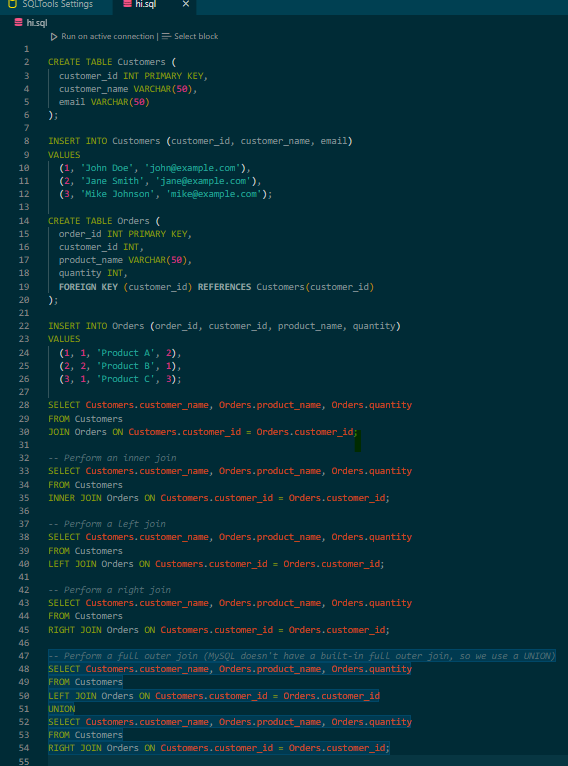 SQLTools Settings
hi.sql
hi.sql
Run on active connection | Select block
1
2 CREATE TABLE Customers (
3 customer_id INT PRIMARY KEY,
4 customer_name VARCHAR(50),
5 email VARCHAR(50)
6 );
7
8 INSERT INTO Customers (customer_id, customer_name, email)
9 VALUES
10 (1, 'John Doe', 'john@example.com'),
11 (2, 'Jane Smith', 'jane@example.com'),
12 (3, 'Mike Johnson', 'mike@example.com');
13
14 CREATE TABLE Orders (
15 order_id INT PRIMARY KEY,
16 customer_id INT,
17 product_name VARCHAR(50),
18 quantity INT,
19 FOREIGN KEY (customer_id) REFERENCES Customers(customer_id)
20 );
21
22 INSERT INTO Orders (order_id, customer_id, product_name, quantity)
23 VALUES
24 (1, 1, 'Product A', 2),
25 (2, 2, 'Product B', 1),
26 (3, 1, 'Product C', 3);
27
28 SELECT Customers.customer_name, Orders.product_name, Orders.quantity
29 FROM Customers
30 JOIN Orders ON Customers.customer_id = Orders.customer_id;
31
32 -- Perform an inner join
33 SELECT Customers.customer_name, Orders.product_name, Orders.quantity
34 FROM Customers
35 INNER JOIN Orders ON Customers.customer_id = Orders.customer_id;
36
37 -- Perform a left join
38 SELECT Customers.customer_name, Orders.product_name, Orders.quantity
39 FROM Customers
40 LEFT JOIN Orders ON Customers.customer_id = Orders.customer_id;
41
42 -- Perform a right join
43 SELECT Customers.customer_name, Orders.product_name, Orders.quantity
44 FROM Customers
45 RIGHT JOIN Orders ON Customers.customer_id = Orders.customer_id;
46
47 -- Perform a full outer join (MySQL doesn't have a built-in full outer join, so we use a UNION)
48 SELECT Customers.customer_name, Orders.product_name, Orders.quantity
49 FROM Customers
50 LEFT JOIN Orders ON Customers.customer_id = Orders.customer_id
51 UNION
52 SELECT Customers.customer_name, Orders.product_name, Orders.quantity
53 FROM Customers
54 RIGHT JOIN Orders ON Customers.customer_id = Orders.customer_id;
55